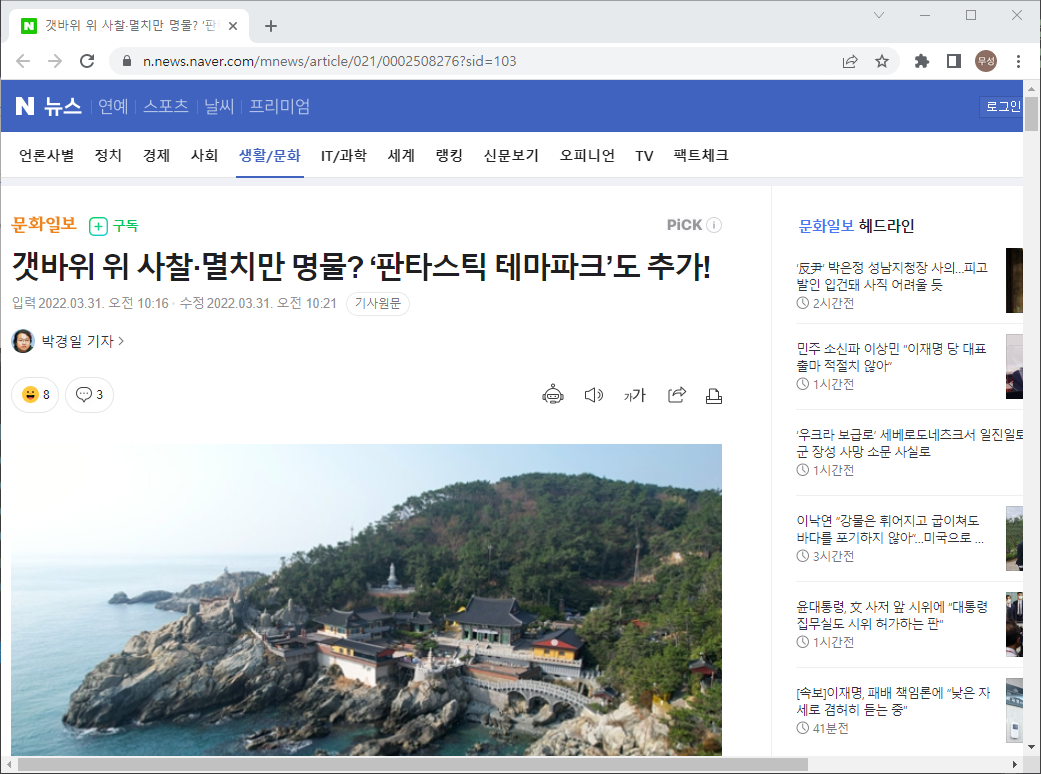 갯바위 위 사찰·멸치만 명물? ‘판
n.news.naver.com/mnews/article/021/0002508276?sid=103
무성
N 뉴스 연예 스포츠 날씨 프리미엄
로그인
언론사별 정치 경제 사회 생활/문화 IT/과학 세계 랭킹 신문보기 오피니언 TV 팩트체크
문화일보 구독
PiCK
갯바위 위 사찰·멸치만 명물? ‘판타스틱 테마파크’도 추가!
입력 2022.03.31. 오전 10:16 · 수정 2022.03.31. 오전 10:21 기사원문
박경일 기자
8 3
가가
문화일보 헤드라인
‘反尹’ 박은정 성남지청장 사의...피고
발인 입건돼 사직 어려울 듯
2시간전
민주 소신파 이상민 “이재명 당 대표
출마 적절치 않아”
1시간전
‘우크라 보급로’ 세베로도네츠크서 일진일퇴
군 장성 사망 소문 사실로
1시간전
이낙연 “강물은 휘어지고 굽이쳐도
바다를 포기하지 않아”...미국으로 ...
3시간전
윤대통령, 文 사저 앞 시위에 “대통령
집무실도 시위 허가하는 판”
1시간전
[속보]이재명, 패배 책임론에 “낮은 자
세로 겸허히 듣는 중”
41분전